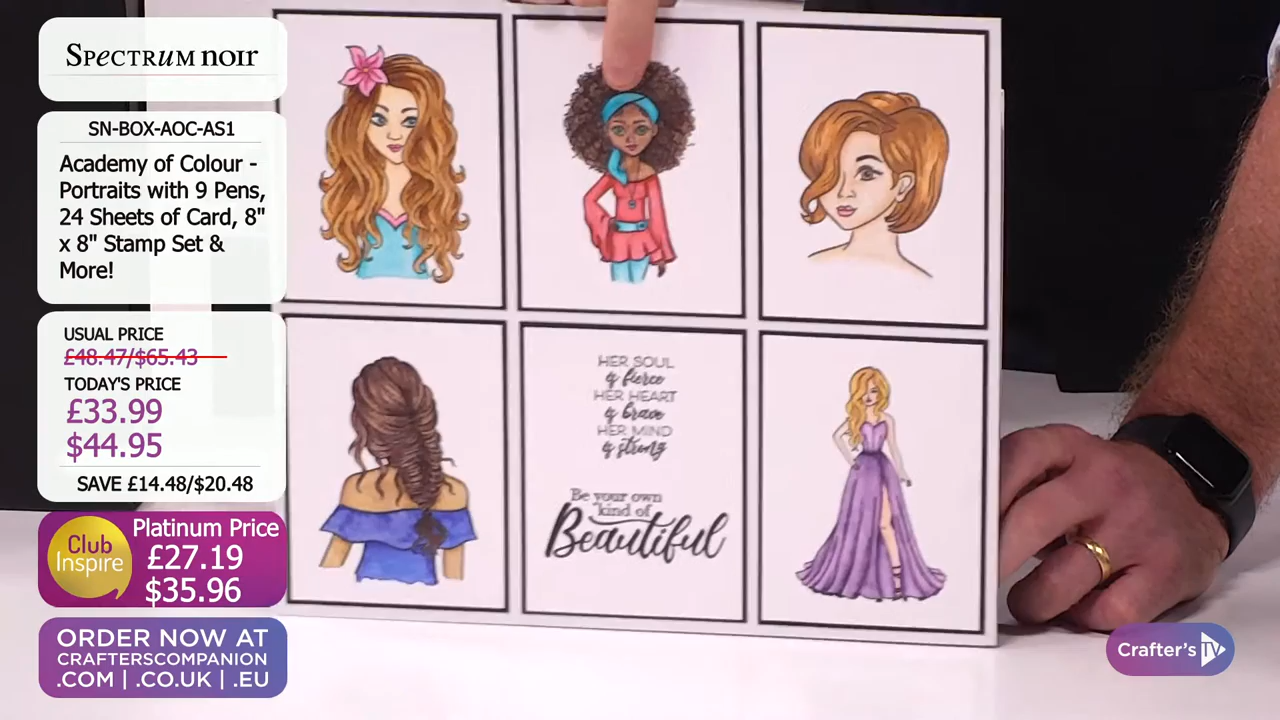 Spectrum noir
SN-BOX-AOC-AS1
Academy of Colour -
Portraits with 9 Pens,
24 Sheets of Card, 8"
x 8" Stamp Set &
More!
USUAL PRICE
£48.47/$65.43
TODAY'S PRICE
£33.99
$44.95
SAVE £14.48/$20.48
Club
Inspire
Platinum Price
£27.19
$35.96
ORDER NOW AT
CRAFTERSCOMPANION
.COM | .CO.UK | .EU
HER SOUL
is fierce
HER HEART
is brave
HER MIND
is strong
Be your own
kind of
Beautiful
Crafter's TV